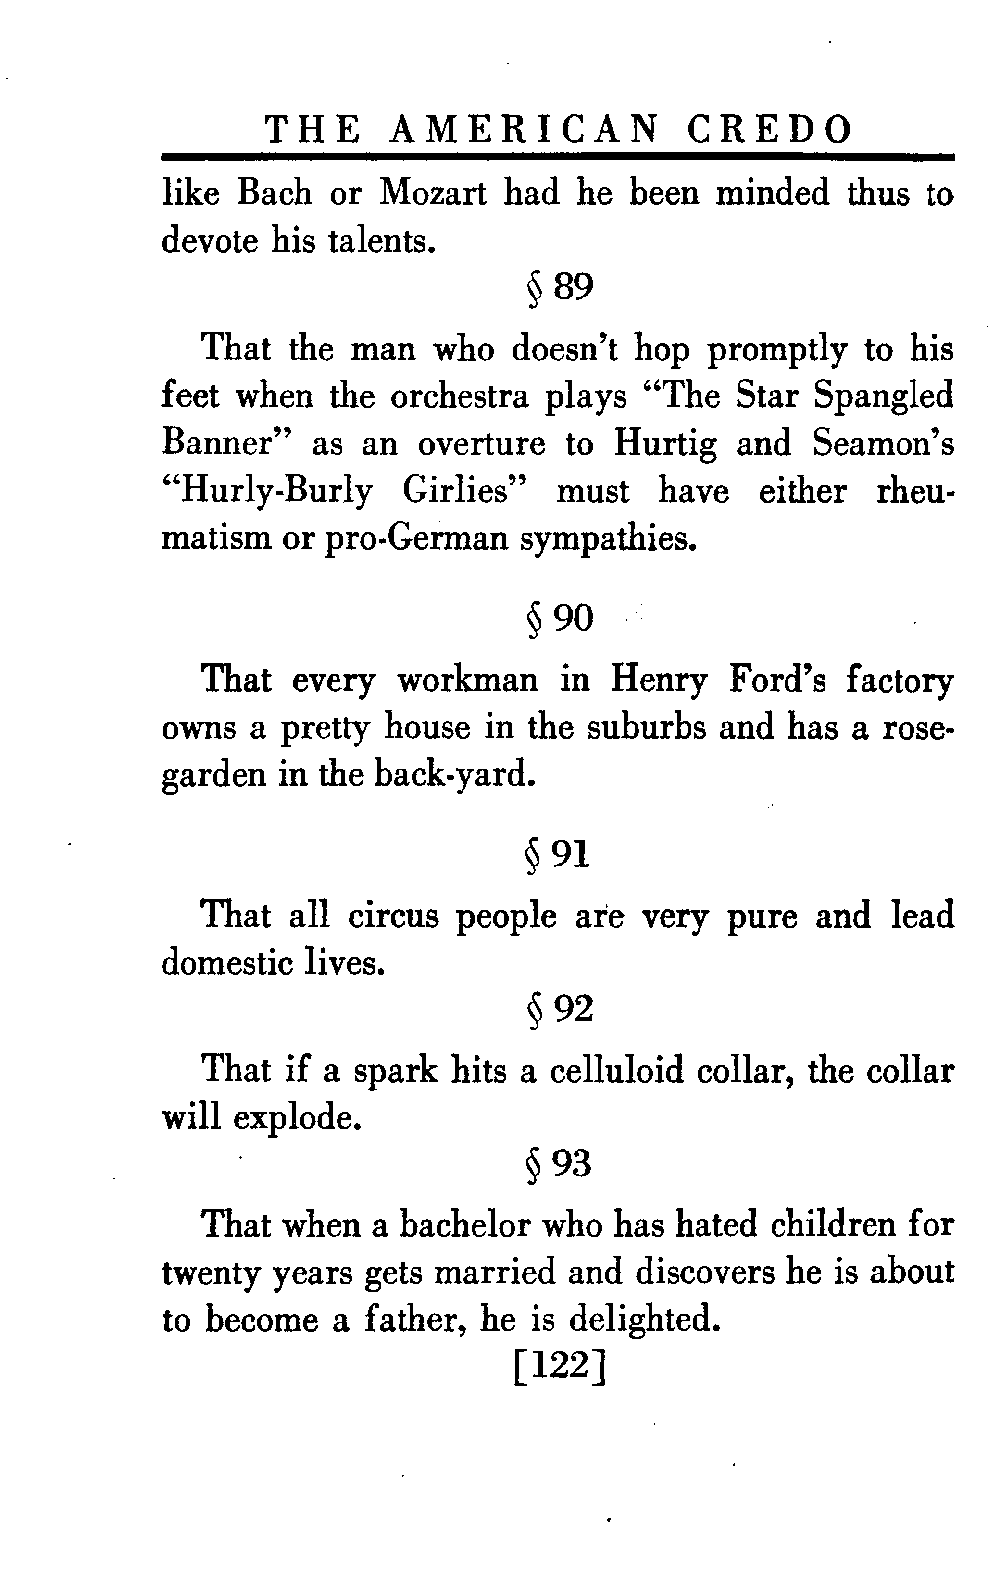 THE AMERICAN CREDO
like Bach or Mozart had he been minded thus to
devote his talents.
§ 89
That the man who doesn't hop promptly to his
feet when the orchestra plays “The Star Spangled
Banner” as an overture to Hurtig and Seamon's
“Hurly-Burly Girlies” must have either rheu-
matism or pro-German sympathies.
§ 90
That every workman in Henry Ford's factory
owns a pretty house in the suburbs and has a rose-
garden in the back-yard.
§ 91
That all circus people are very pure and lead
domestic lives.
§ 92
That if a spark hits a celluloid collar, the collar
will explode.
§ 93
That when a bachelor who has hated children for
twenty years gets married and discovers he is about
to become a father, he is delighted.
[122]